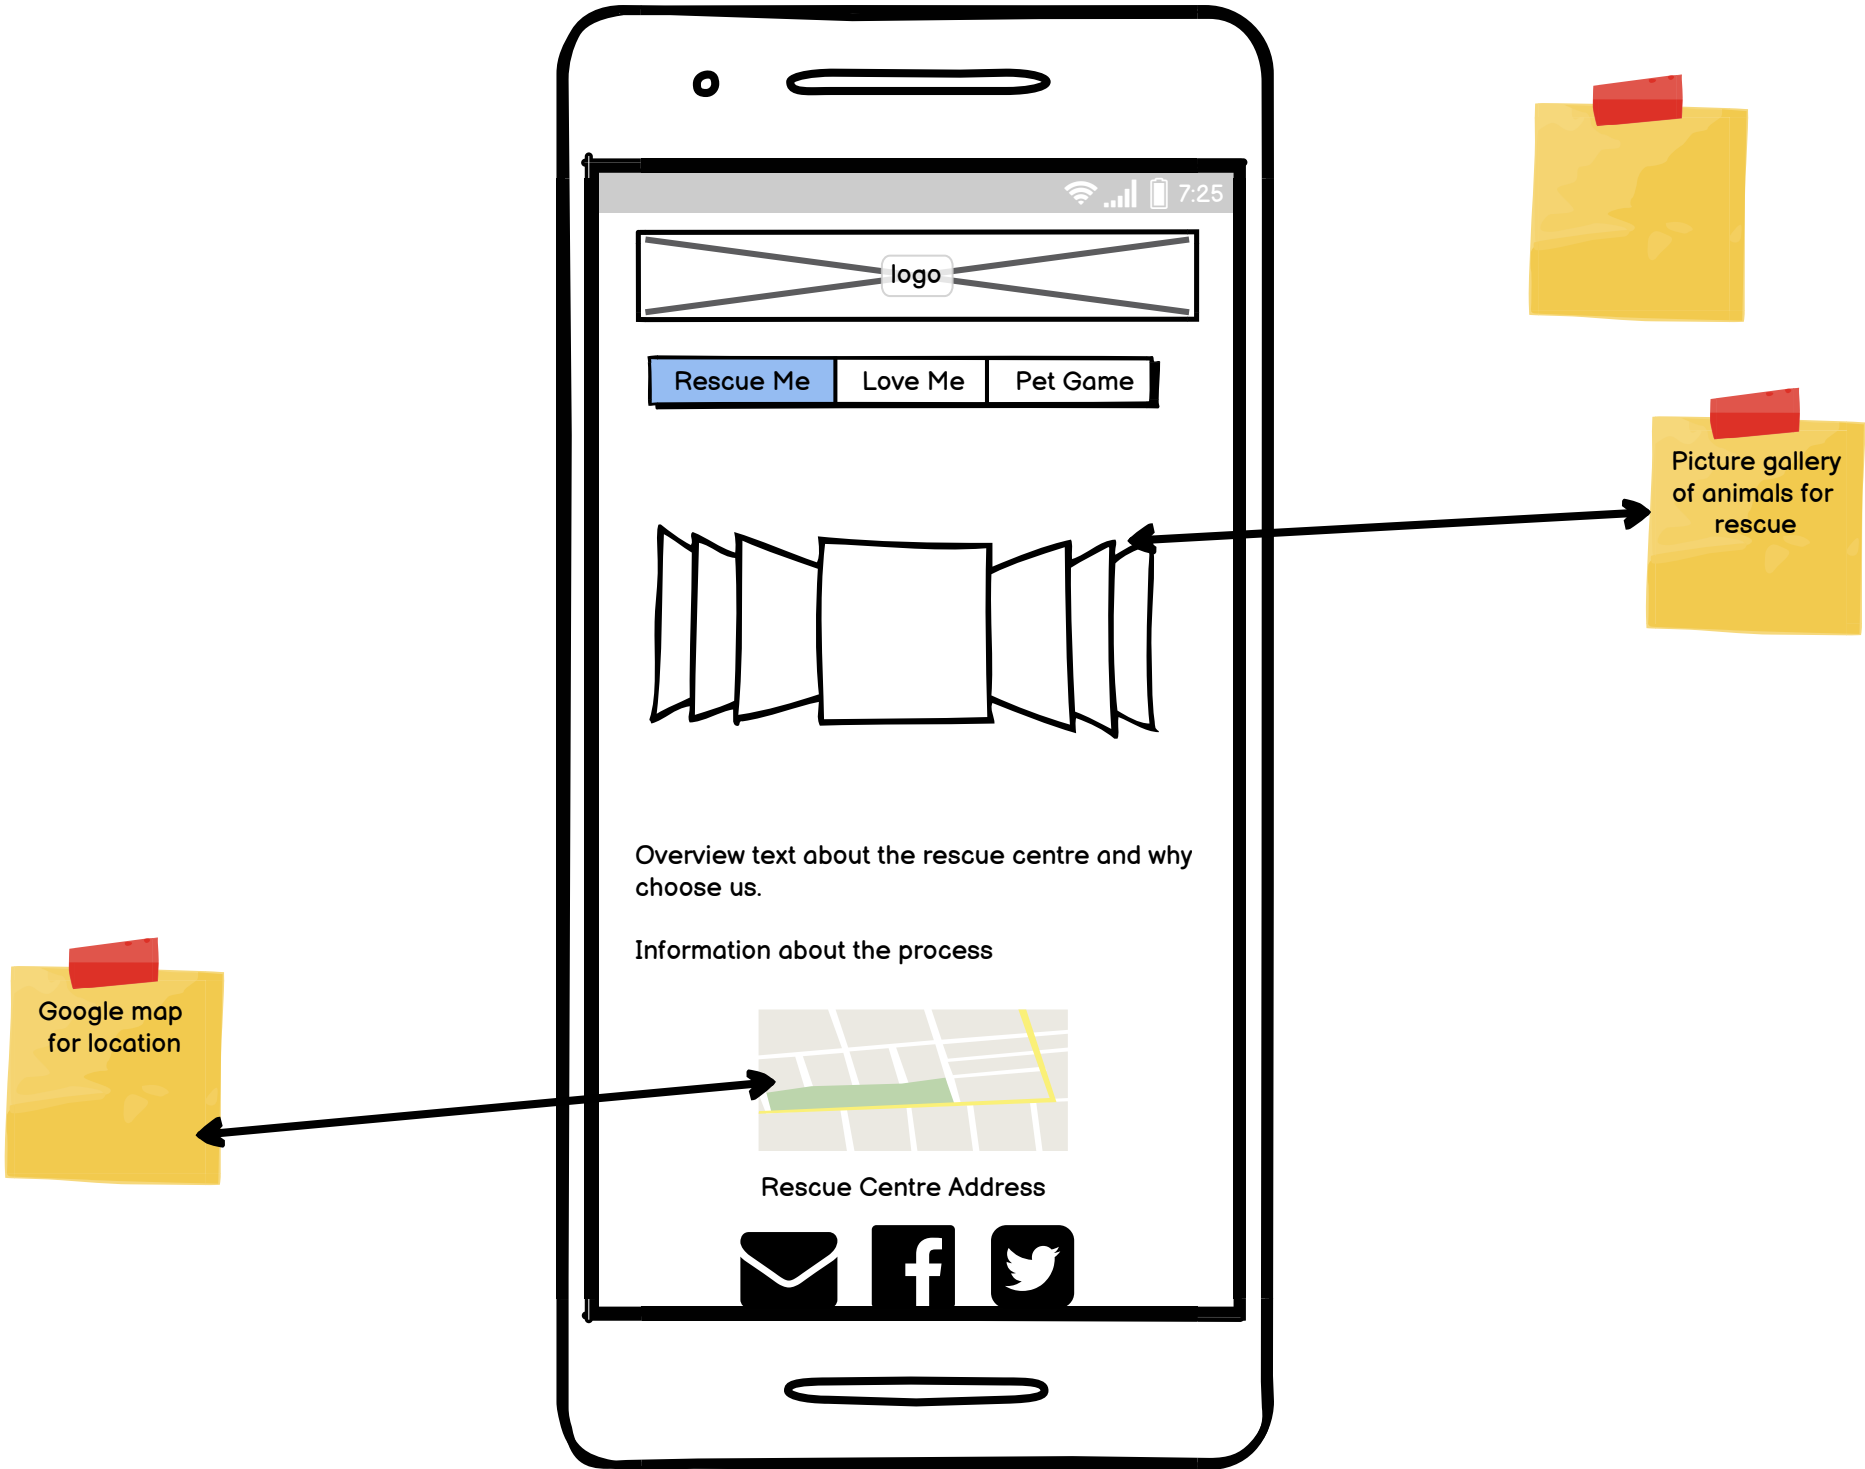 7:25
logo
Rescue Me
Love Me
Pet Game
Picture gallery
of animals for
rescue
Overview text about the rescue centre and why
choose us.
Information about the process
Google map
for location
Rescue Centre Address